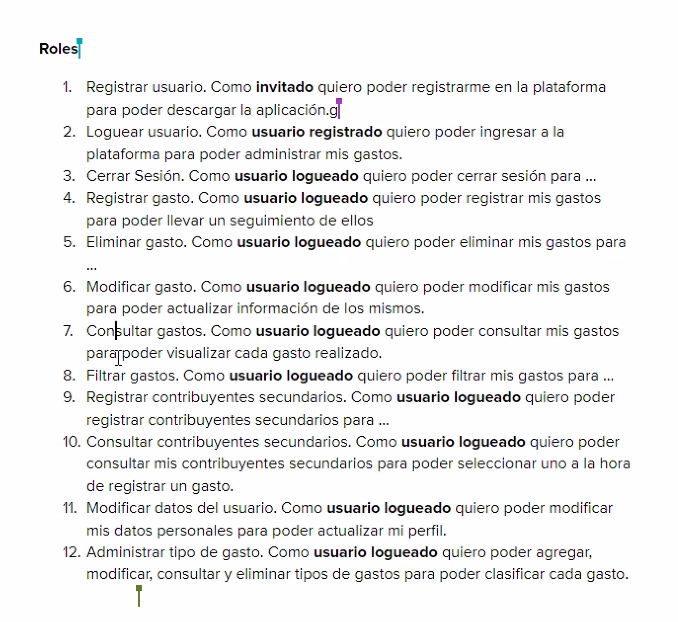 Roles
1. Registrar usuario. Como invitado quiero poder registrarme en la plataforma
para poder descargar la aplicación.g
2. Loguear usuario. Como usuario registrado quiero poder ingresar a la
plataforma para poder administrar mis gastos.
3. Cerrar Sesión. Como usuario logueado quiero poder cerrar sesión para ...
4. Registrar gasto. Como usuario logueado quiero poder registrar mis gastos
para poder llevar un seguimiento de ellos
5. Eliminar gasto. Como usuario logueado quiero poder eliminar mis gastos para
...
6. Modificar gasto. Como usuario logueado quiero poder modificar mis gastos
para poder actualizar información de los mismos.
7. Consultar gastos. Como usuario logueado quiero poder consultar mis gastos
para poder visualizar cada gasto realizado.
8. Filtrar gastos. Como usuario logueado quiero poder filtrar mis gastos para ...
9. Registrar contribuyentes secundarios. Como usuario logueado quiero poder
registrar contribuyentes secundarios para ...
10. Consultar contribuyentes secundarios. Como usuario logueado quiero poder
consultar mis contribuyentes secundarios para poder seleccionar uno a la hora
de registrar un gasto.
11. Modificar datos del usuario. Como usuario logueado quiero poder modificar
mis datos personales para poder actualizar mi perfil.
12. Administrar tipo de gasto. Como usuario logueado quiero poder agregar,
modificar, consultar y eliminar tipos de gastos para poder clasificar cada gasto.